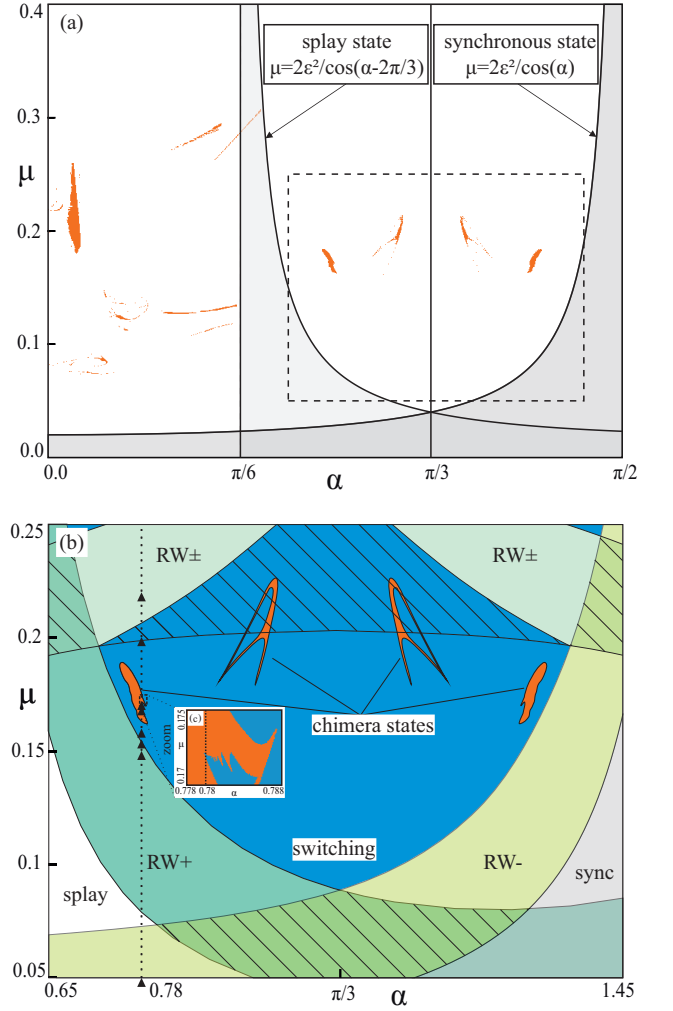 (a)
0.4
0.3
0.2
0.1
0.0
μ
splay state
μ=2ε²/cos(α-2π/3)
synchronous state
μ=2ε²/cos(α)
0.0
π/6
π/3
π/2
α
(b)
0.25
0.2
0.15
0.1
0.05
μ
RW±
RW±
chimera states
zoom
(c)
0.175
μ
0.17
0.778
0.78
0.788
α
switching
RW+
RW-
splay
sync
0.65
0.78
π/3
α
1.45